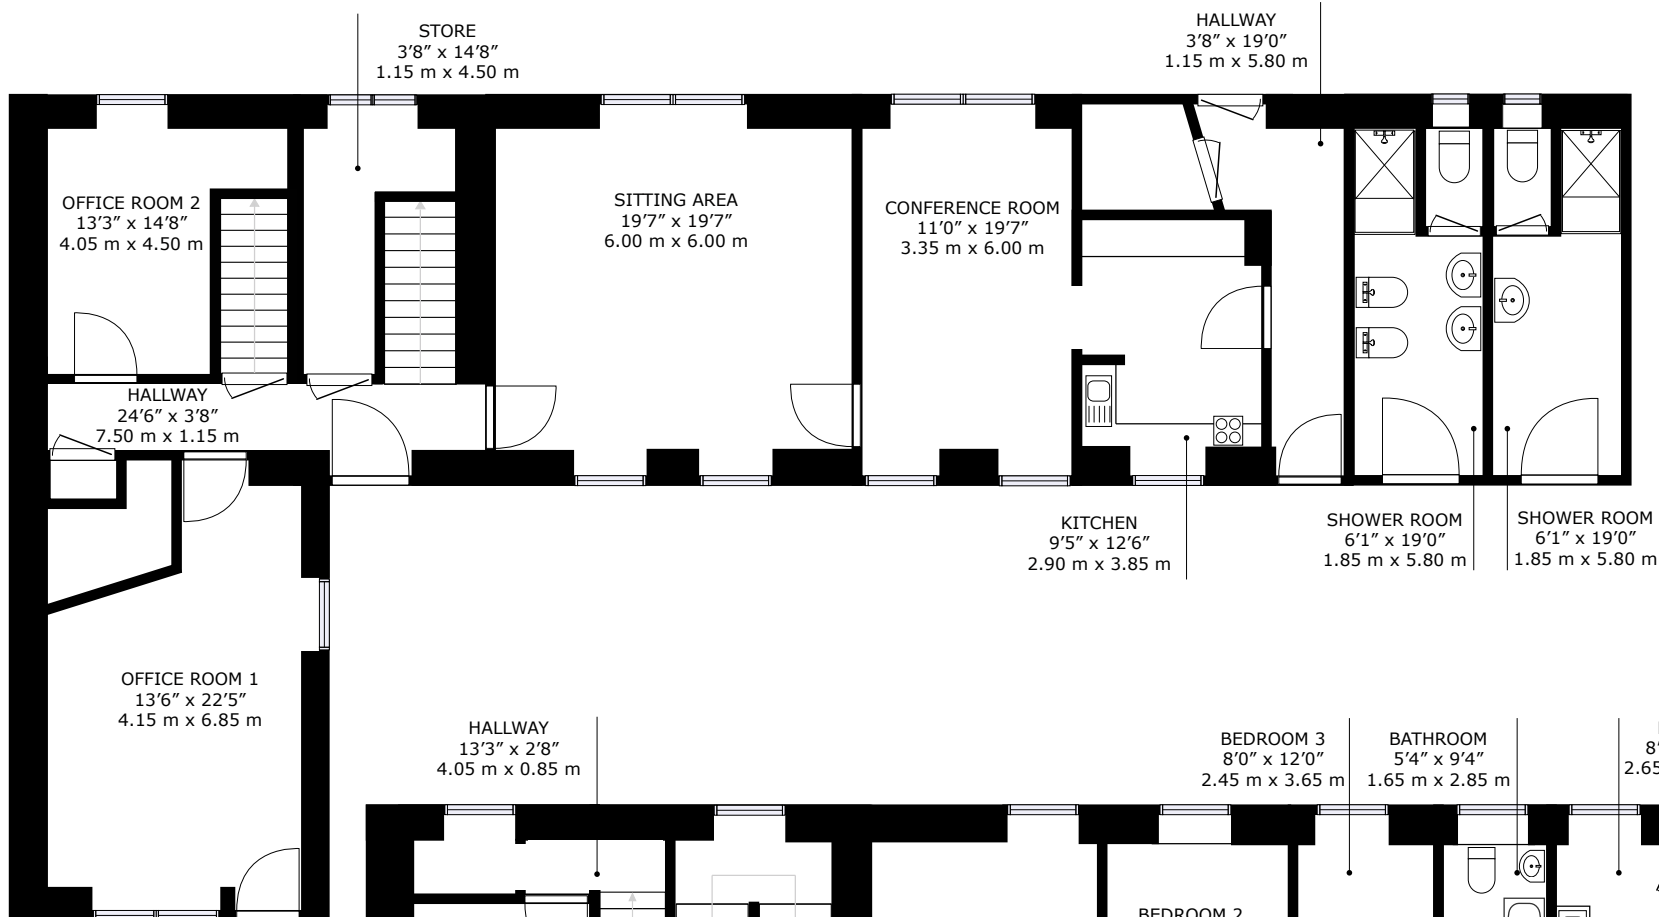 STORE
3’8” x 14’8”
1.15 m x 4.50 m
HALLWAY
3’8” x 19’0”
1.15 m x 5.80 m
OFFICE ROOM 2
13’3” x 14’8”
4.05 m x 4.50 m
SITTING AREA
19’7” x 19’7”
6.00 m x 6.00 m
CONFERENCE ROOM
11’0” x 19’7”
3.35 m x 6.00 m
HALLWAY
24’6” x 3’8”
7.50 m x 1.15 m
KITCHEN
9’5” x 12’6”
2.90 m x 3.85 m
SHOWER ROOM
6’1” x 19’0”
1.85 m x 5.80 m
SHOWER ROOM
6’1” x 19’0”
1.85 m x 5.80 m
OFFICE ROOM 1
13’6” x 22’5”
4.15 m x 6.85 m
HALLWAY
13’3” x 2’8”
4.05 m x 0.85 m
BEDROOM 3
8’0” x 12’0”
2.45 m x 3.65 m
BATHROOM
5’4” x 9’4”
1.65 m x 2.85 m
8’
2.65
BEDROOM 2